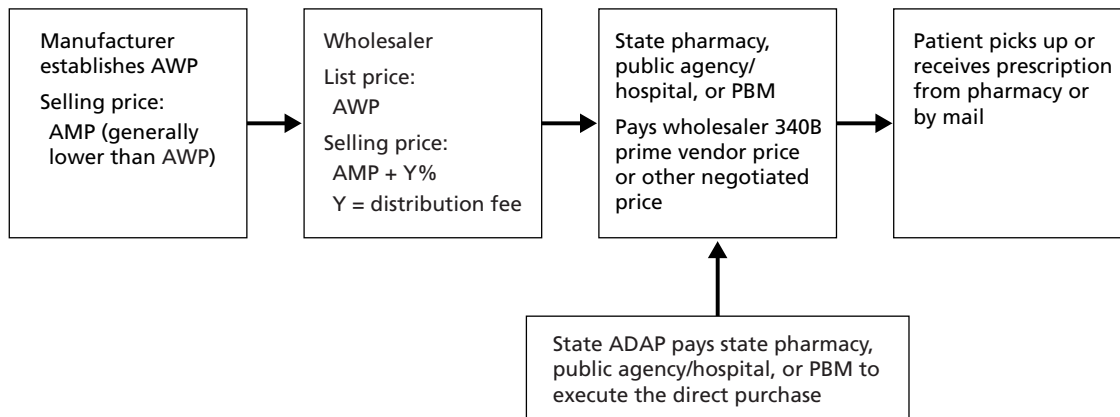 Manufacturer
establishes AWP
Selling price:
AMP (generally
lower than AWP)
Wholesaler
List price:
AWP
Selling price:
AMP + Y%
Y = distribution fee
State pharmacy,
public agency/
hospital, or PBM
Pays wholesaler 340B
prime vendor price
or other negotiated
price
Patient picks up or
receives prescription
from pharmacy or
by mail
State ADAP pays state pharmacy,
public agency/hospital, or PBM to
execute the direct purchase